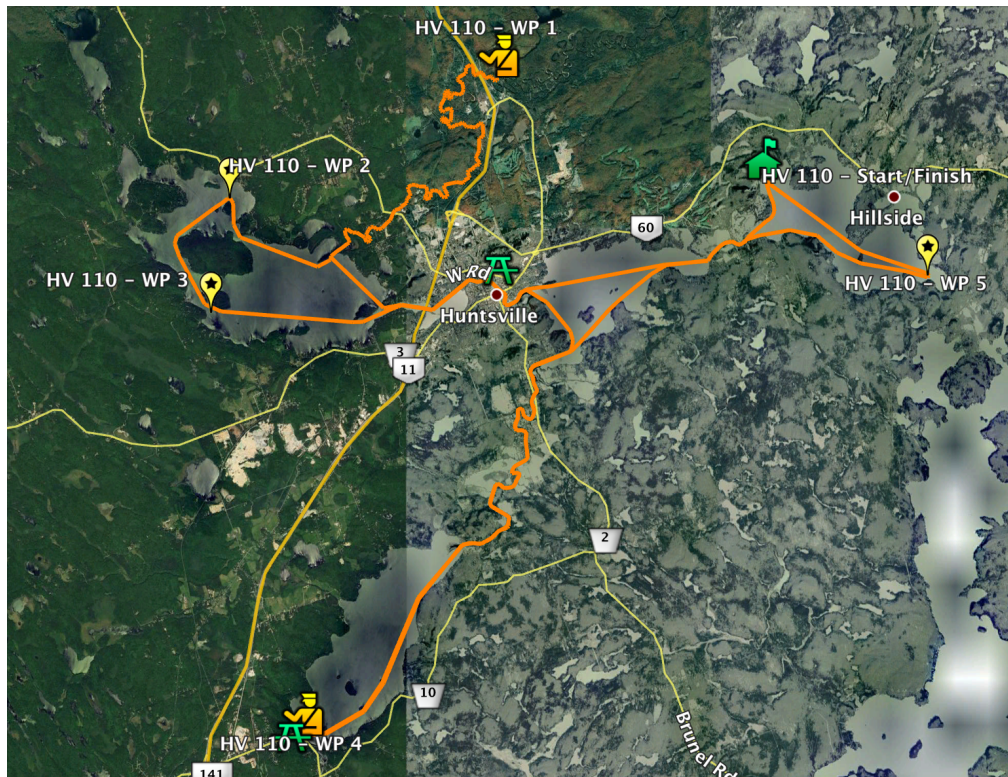 HV 110 – WP 1
HV 110 – WP 2
HV 110 – Start/Finish
Hillside
60
HV 110 – WP 3
W Rd
HV 110 – WP 5
Huntsville
3
11
2
10
HV 110 – WP 4
Brunel Rd
141